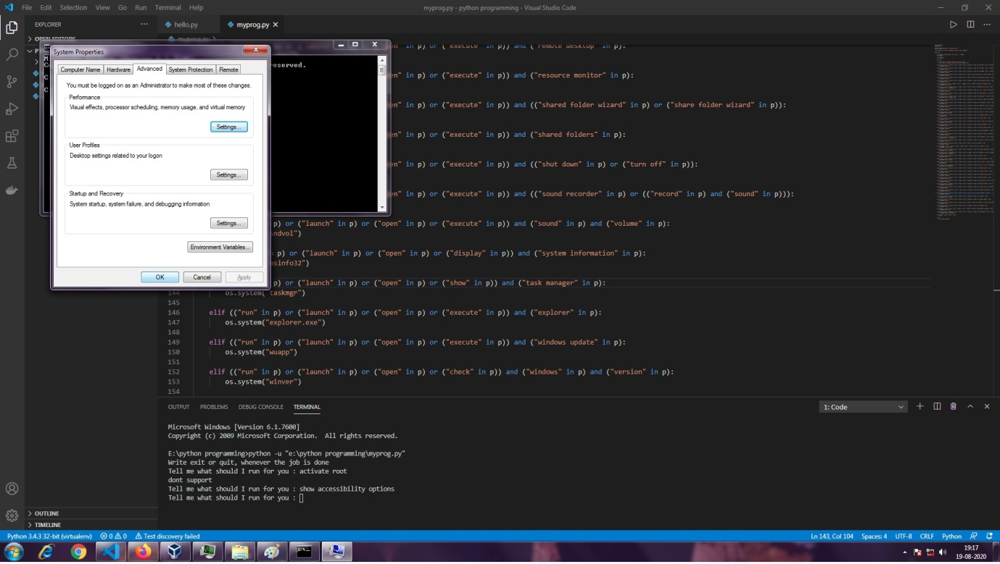 File Edit Selection View Go Run Terminal Help
myprog.py - python programming - Visual Studio Code
EXPLORER
hello.py
myprog.py
OPEN EDITORS
myprog.py
System Properties
Computer Name Hardware Advanced System Protection Remote
You must be logged on as an Administrator to make most of these changes.
Performance
Visual effects, processor scheduling, memory usage, and virtual memory
Settings...
User Profiles
Desktop settings related to your logon
Settings...
Startup and Recovery
System startup, system failure, and debugging information
Settings...
Environment Variables...
OK Cancel Apply
eserved.
en" in p) or ("execute" in p)) and ("remote desktop" in p):
en" in p) or ("execute" in p)) and ("resource monitor" in p):
en" in p) or ("execute" in p)) and (("shared folder wizard" in p) or ("share folder wizard" in p)):
en" in p) or ("execute" in p)) and ("shared folders" in p):
en" in p) or ("execute" in p)) and (("shut down" in p) or ("turn off" in p)):
en" in p) or ("execute" in p)) and (("sound recorder" in p) or (("record" in p) and ("sound" in p))):
p) or ("launch" in p) or ("open" in p) or ("execute" in p)) and ("sound" in p) and ("volume" in p):
sndvol")
n p) or ("launch" in p) or ("open" in p) or ("display" in p)) and ("system information" in p):
msinfo32")
p) or ("launch" in p) or ("open" in p) or ("show" in p)) and ("task manager" in p):
144 os.system("taskmgr")
145
146 elif (("run" in p) or ("launch" in p) or ("open" in p) or ("execute" in p)) and ("explorer" in p):
147 os.system("explorer.exe")
148
149 elif (("run" in p) or ("launch" in p) or ("open" in p) or ("execute" in p)) and ("windows update" in p):
150 os.system("wuapp")
151
152 elif (("run" in p) or ("launch" in p) or ("open" in p) or ("check" in p)) and ("windows" in p) and ("version" in p):
153 os.system("winver")
154
OUTPUT PROBLEMS DEBUG CONSOLE TERMINAL
1: Code
Microsoft Windows [Version 6.1.7600]
Copyright (c) 2009 Microsoft Corporation.  All rights reserved.
E:\python programming>python -u "e:\python programming\myprog.py"
Write exit or quit, whenever the job is done
Tell me what should I run for you : activate root
dont support
Tell me what should I run for you : show accessibility options
Tell me what should I run for you :
OUTLINE
TIMELINE
Python 3.4.3 32-bit (virtualenv) 0 0 Test discovery failed
Ln 143, Col 104 Spaces: 4 UTF-8 CRLF Python
19:17
19-08-2020